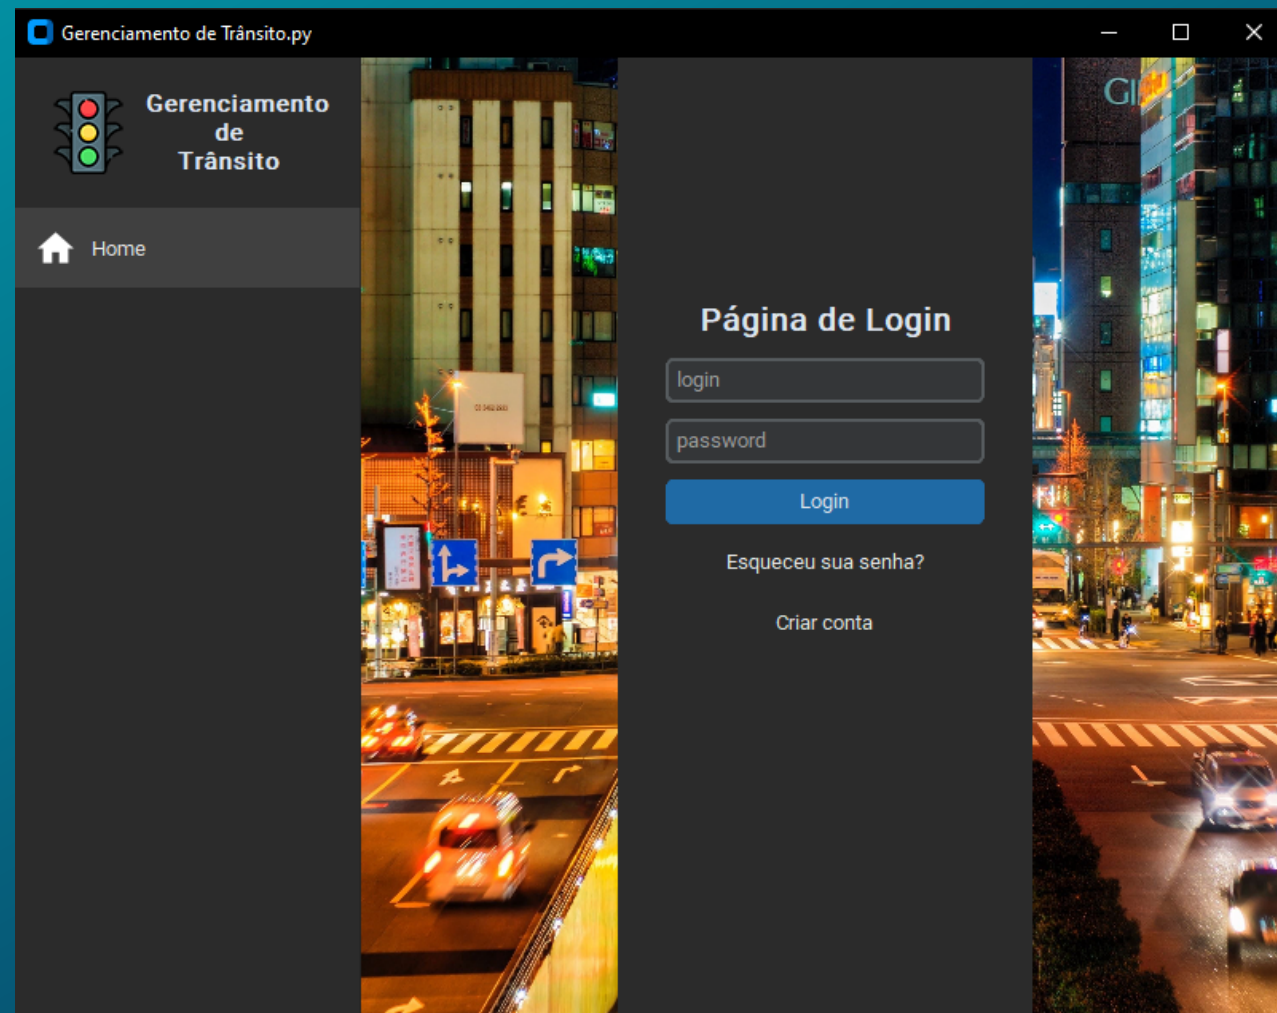 Gerenciamento de Trânsito.py
Gerenciamento
de
Trânsito
Home
Página de Login
login
password
Login
Esqueceu sua senha?
Criar conta